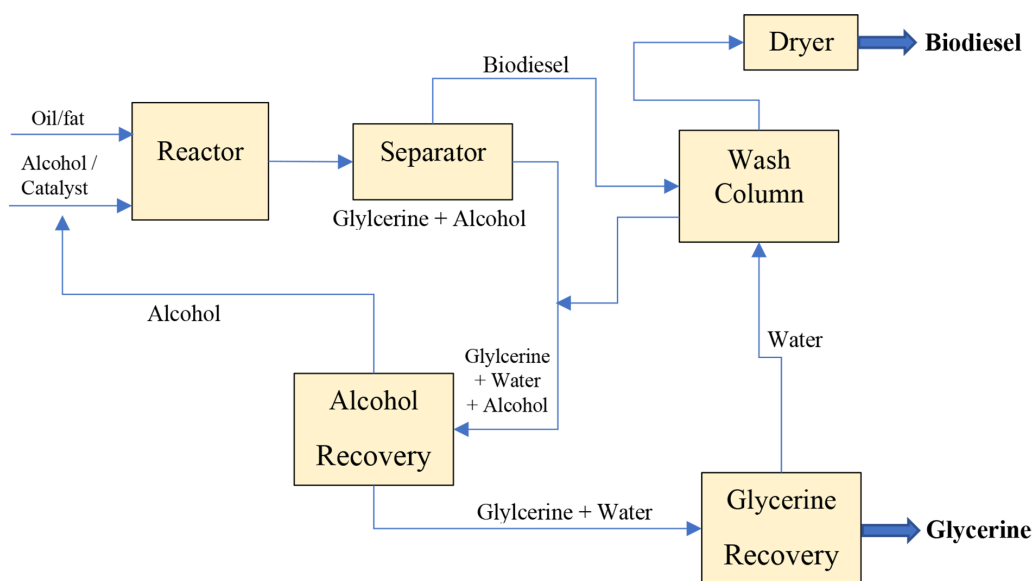 Dryer
Biodiesel
Biodiesel
Oil/fat
Reactor
Separator
Wash
Column
Alcohol /
Catalyst
Glylcerine + Alcohol
Alcohol
Water
Glylcerine
+ Water
+ Alcohol
Alcohol
Recovery
Glylcerine + Water
Glycerine
Recovery
Glycerine